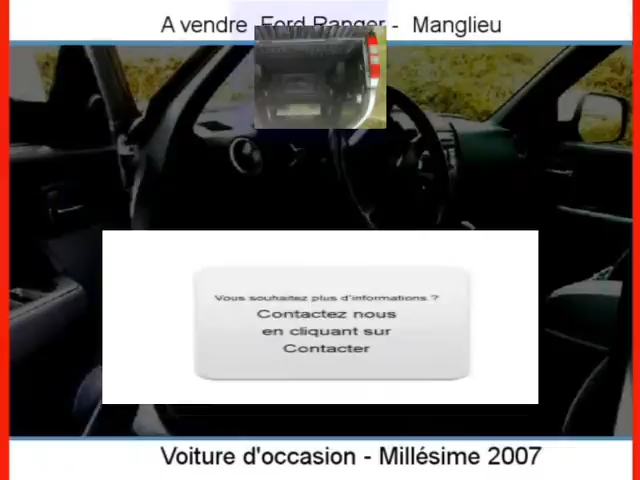 A vendre Ford Ranger - Manglieu
Vous souhaitez plus d'informations ?
Contactez nous
en cliquant sur
Contacter
Voiture d'occasion - Millésime 2007